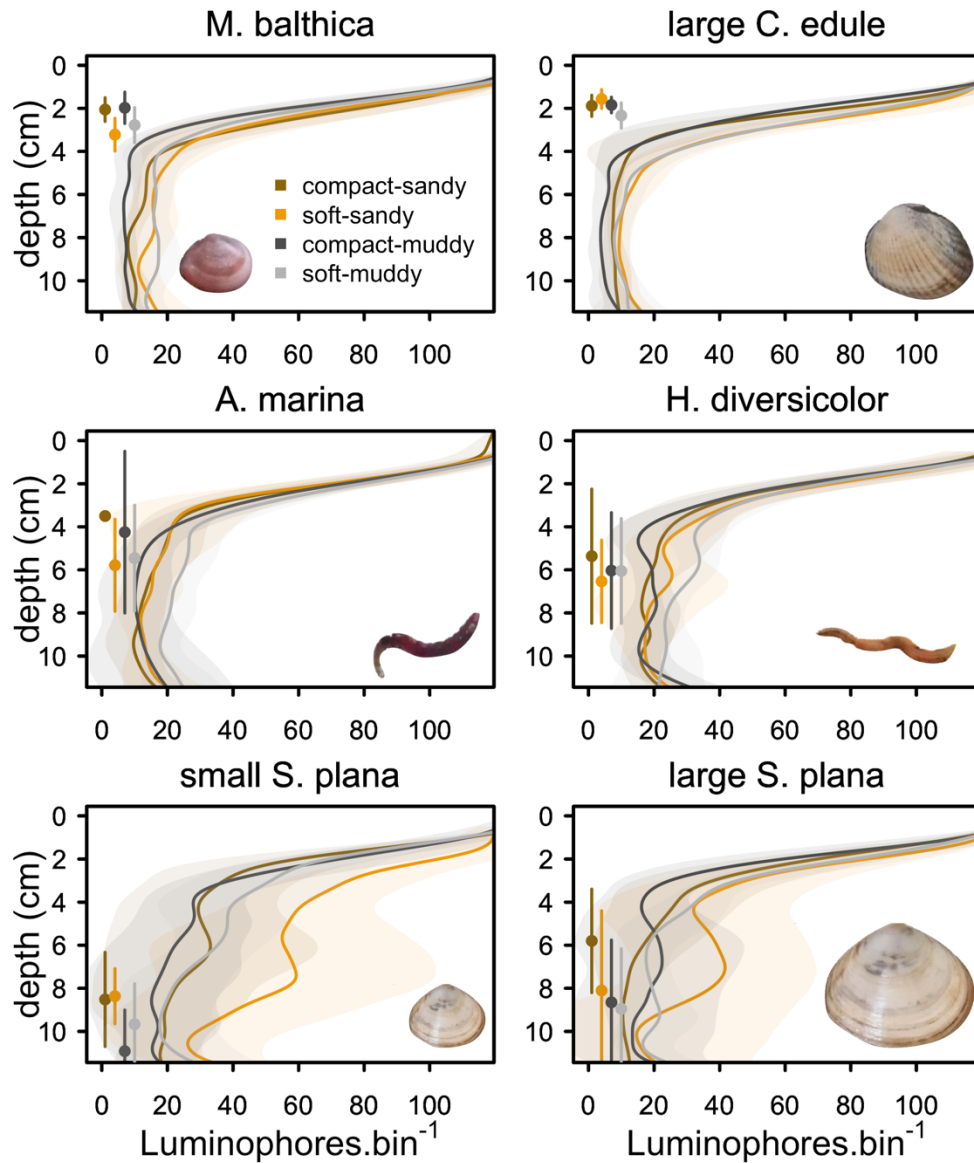 M. balthica
large C. edule
0
2
4
6
8
10
depth (cm)
compact-sandy
soft-sandy
compact-muddy
soft-muddy
0
2
4
6
8
10
0 20 40 60 80 100
0 20 40 60 80 100
A. marina
H. diversicolor
0
2
4
6
8
10
depth (cm)
0
2
4
6
8
10
0 20 40 60 80 100
0 20 40 60 80 100
small S. plana
large S. plana
0
2
4
6
8
10
depth (cm)
0
2
4
6
8
10
0 20 40 60 80 100
0 20 40 60 80 100
Luminophores.bin⁻¹
Luminophores.bin⁻¹